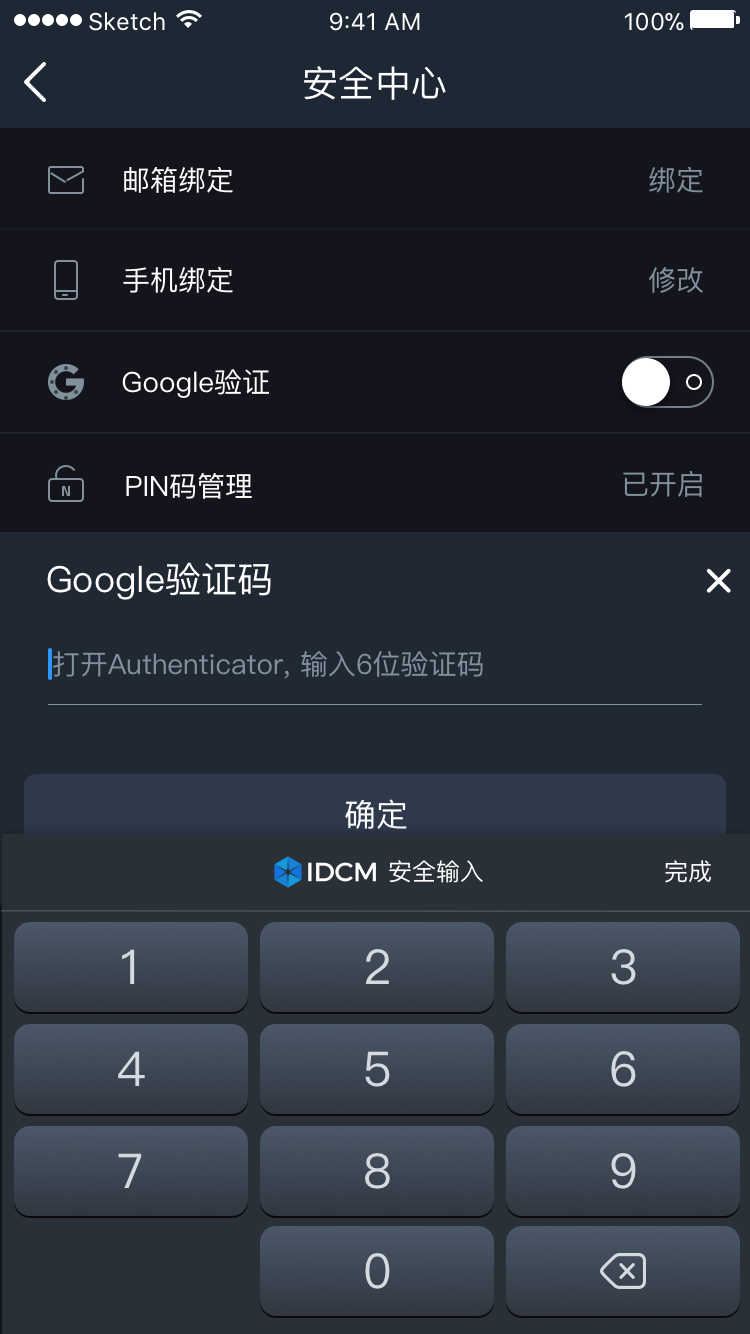 Sketch 9:41 AM 100%
安全中心
邮箱绑定 绑定
手机绑定 修改
Google验证
N PIN码管理 已开启
Google验证码
打开Authenticator, 输入6位验证码
确定
IDCM 安全输入 完成
1 2 3
4 5 6
7 8 9
0